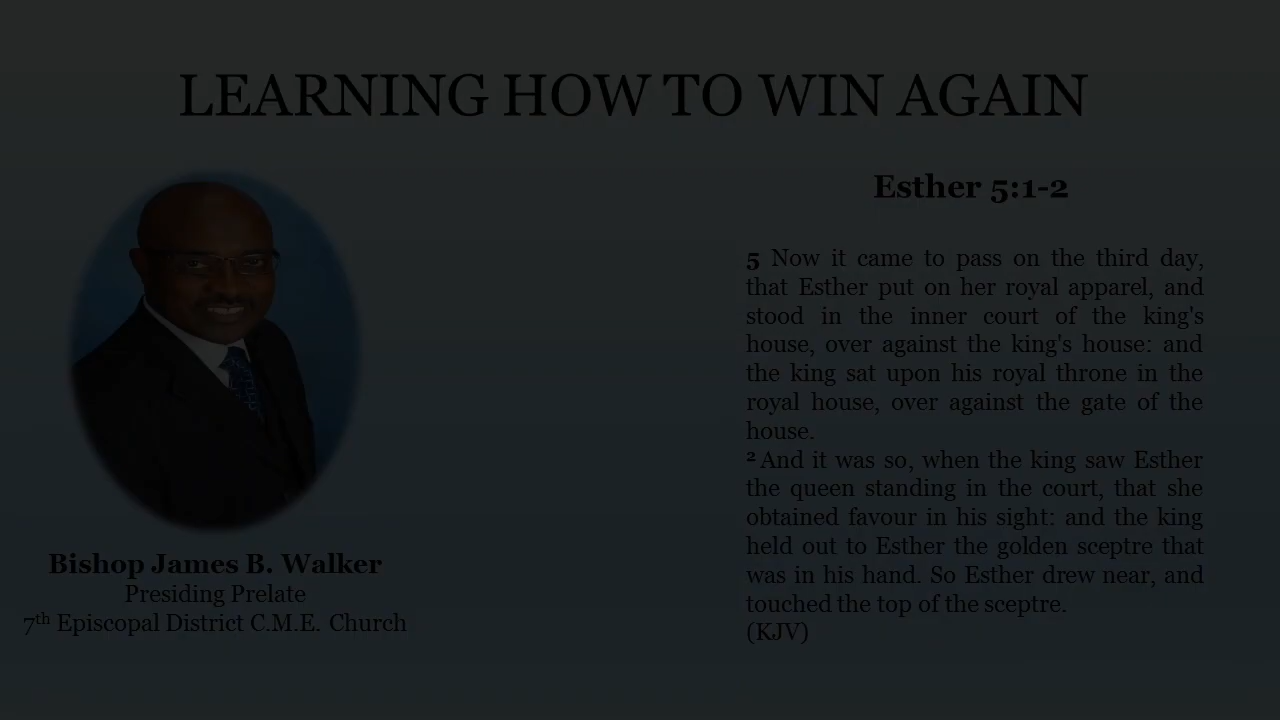 LEARNING HOW TO WIN AGAIN
Bishop James B. Walker
Presiding Prelate
7th Episcopal District C.M.E. Church
Esther 5:1-2
5 Now it came to pass on the third day,
that Esther put on her royal apparel, and
stood in the inner court of the king's
house, over against the king's house: and
the king sat upon his royal throne in the
royal house, over against the gate of the
house.
2 And it was so, when the king saw Esther
the queen standing in the court, that she
obtained favour in his sight: and the king
held out to Esther the golden sceptre that
was in his hand. So Esther drew near, and
touched the top of the sceptre.
(KJV)